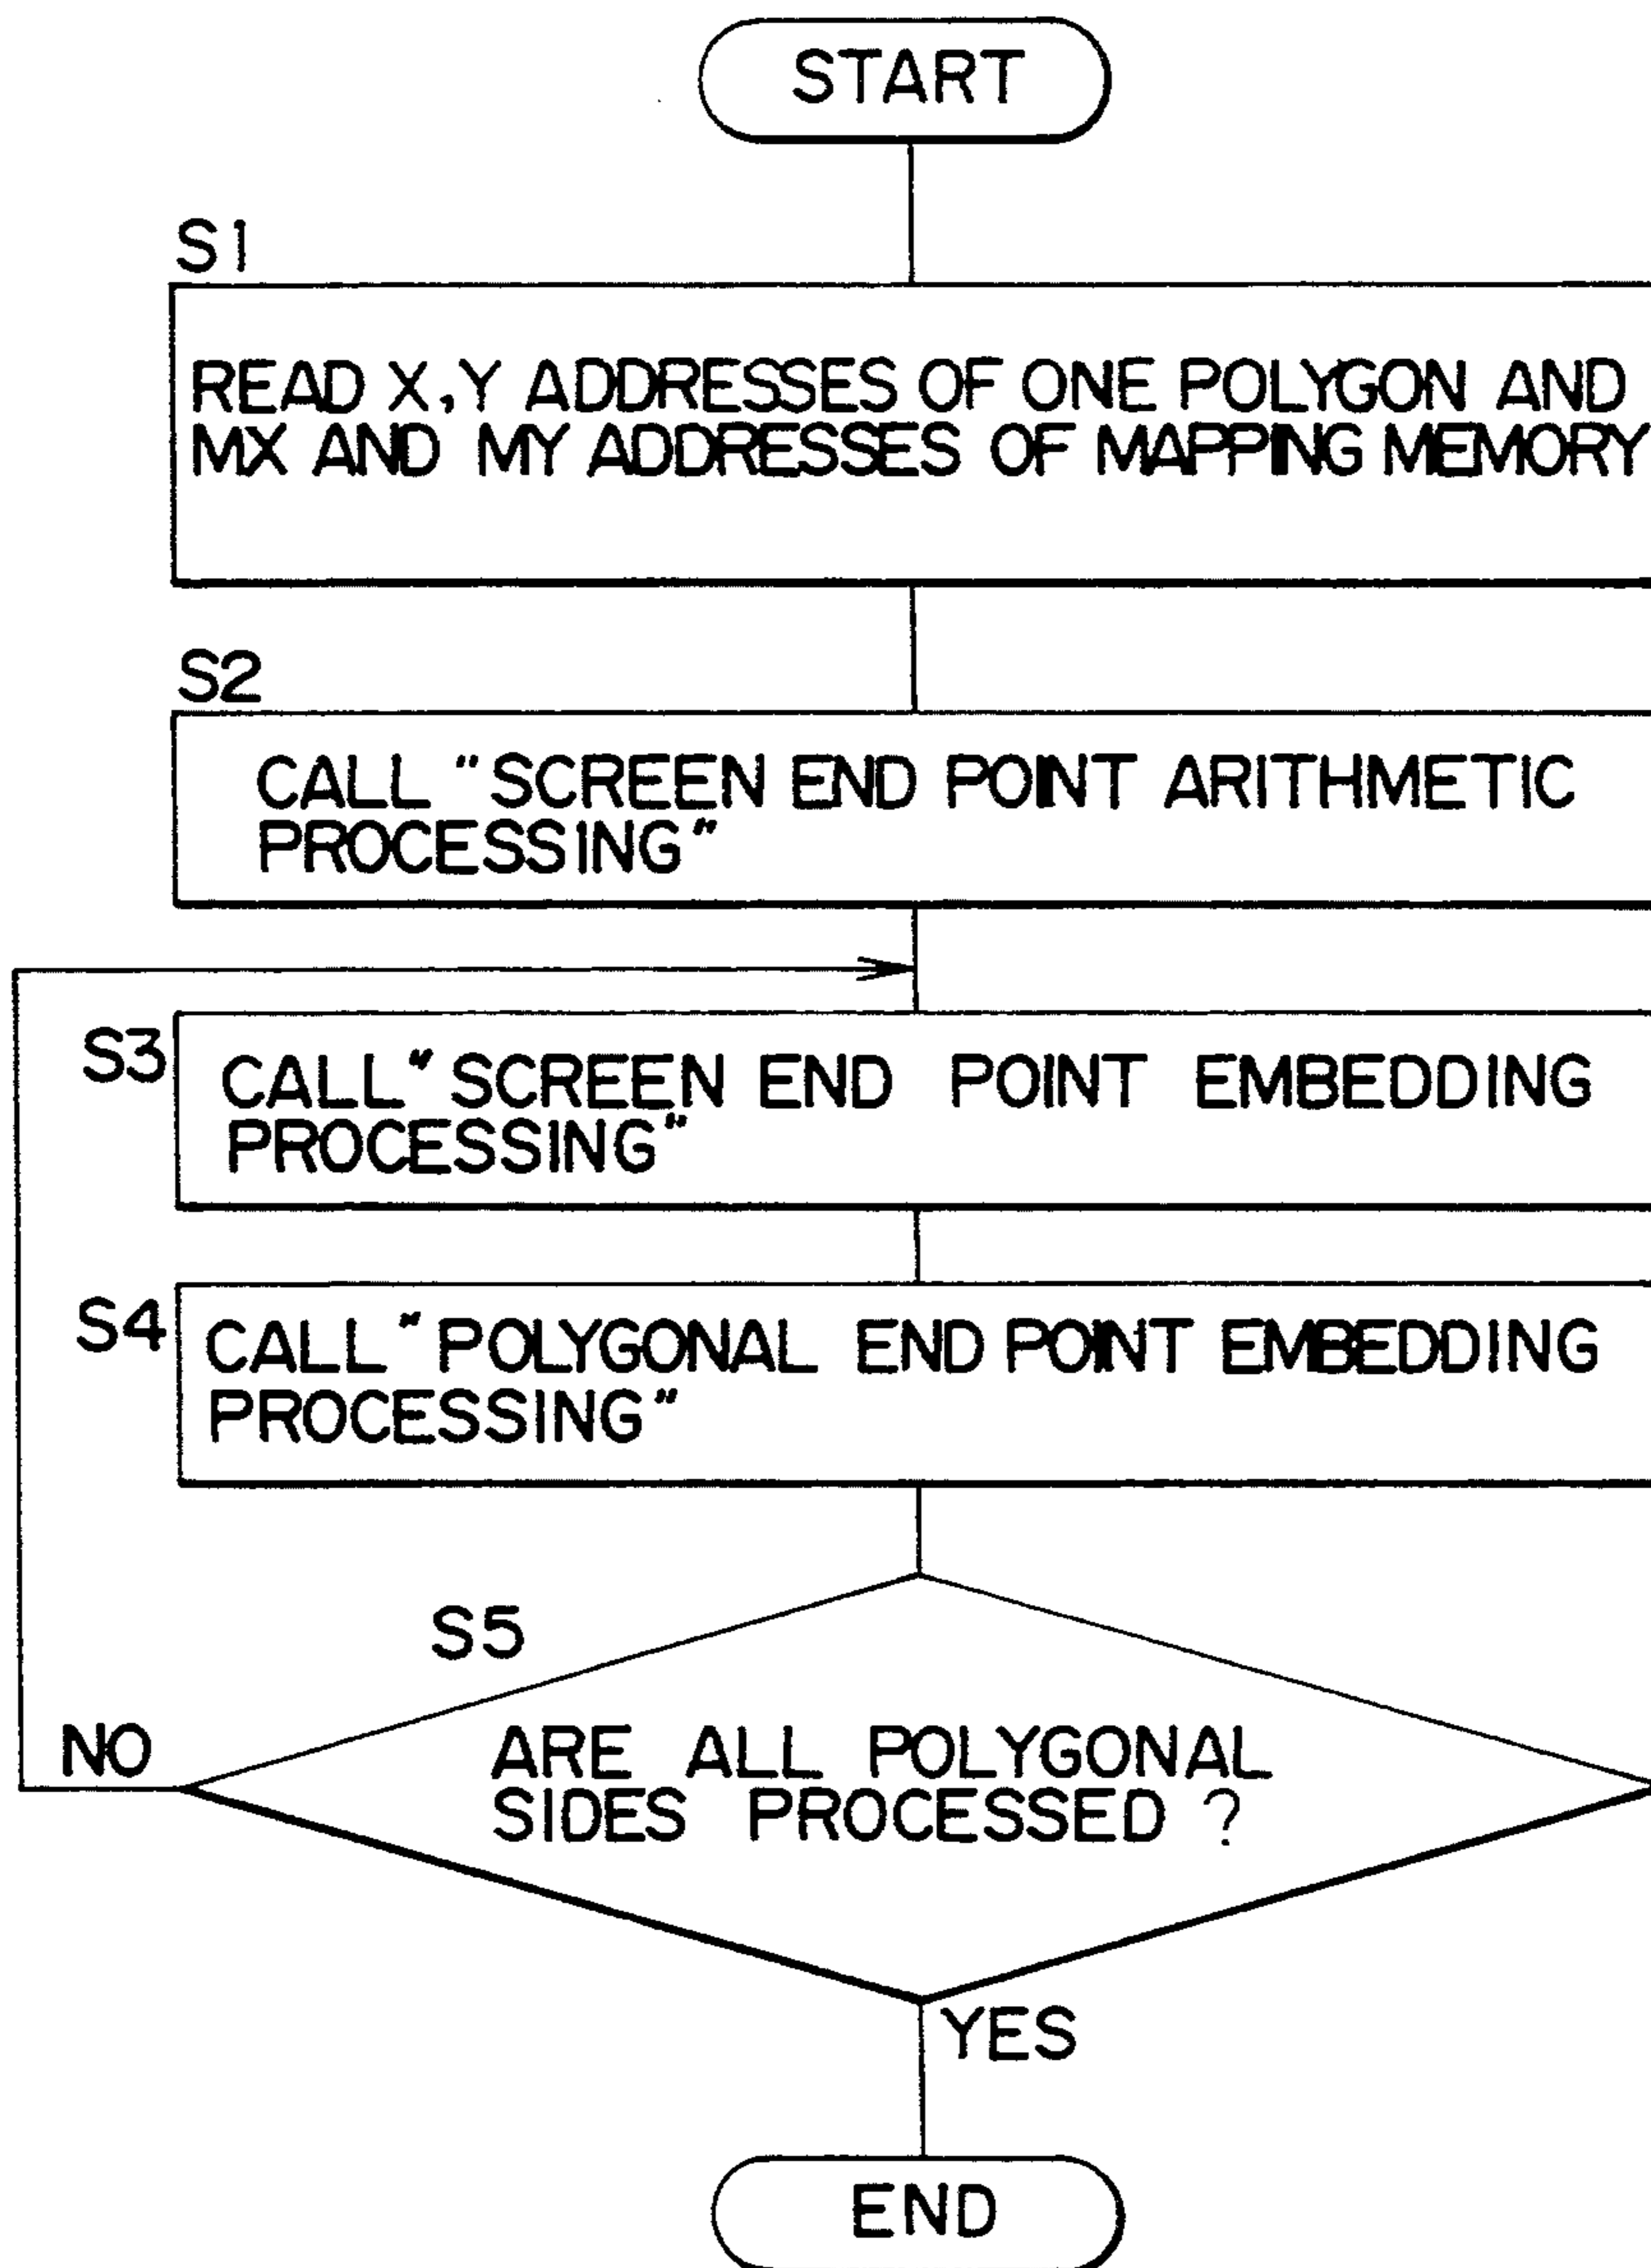 START
S1
READ X,Y ADDRESSES OF ONE POLYGON AND
MX AND MY ADDRESSES OF MAPPING MEMORY
S2
CALL "SCREEN END POINT ARITHMETIC
PROCESSING"
S3
CALL "SCREEN END POINT EMBEDDING
PROCESSING"
S4
CALL "POLYGONAL END POINT EMBEDDING
PROCESSING"
S5
NO
ARE ALL POLYGONAL
SIDES PROCESSED ?
YES
END